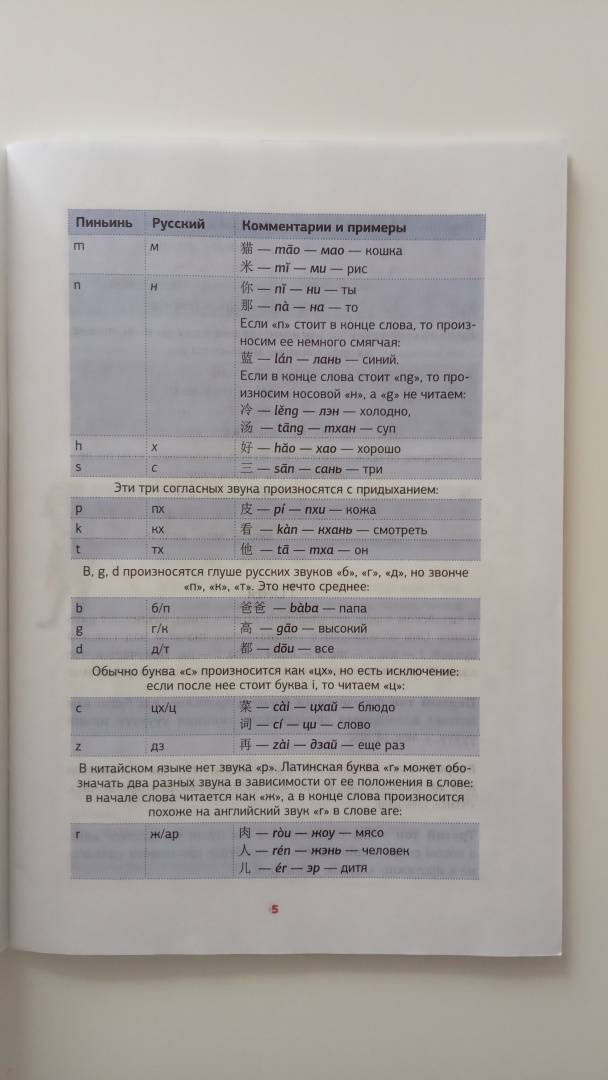 Пиньинь Русский Комментарии и примеры
m м 猫 — māo — мао — кошка
米 — mǐ — ми — рис
n н 你 — nǐ — ни — ты
那 — nà — на — то
Если «n» стоит в конце слова, то произ-
носим ее немного смягчая:
蓝 — lán — лань — синий.
Если в конце слова стоит «ng», то про-
износим носовой «н», а «g» не читаем:
冷 — lěng — лэн — холодно,
汤 — tāng — тхан — суп
h х 好 — hǎo — хао — хорошо
s с 三 — sān — сань — три
Эти три согласных звука произносятся с придыханием:
p пх 皮 — pí — пхи — кожа
k кх 看 — kàn — кхань — смотреть
t тх 他 — tā — тха — он
B, g, d произносятся глуше русских звуков «б», «г», «д», но звонче
«п», «к», «т». Это нечто среднее:
b б/п 爸爸 — bàba — папа
g г/к 高 — gāo — высокий
d д/т 都 — dōu — все
Обычно буква «c» произносится как «цх», но есть исключение:
если после нее стоит буква i, то читаем «ц»:
c цх/ц 菜 — cài — цхай — блюдо
词 — cí — ци — слово
z дз 再 — zài — дзай — еще раз
В китайском языке нет звука «р». Латинская буква «r» может обо-
значать два разных звука в зависимости от ее положения в слове:
в начале слова читается как «ж», а в конце слова произносится
похоже на английский звук «r» в слове are:
r ж/ар 肉 — ròu — жоу — мясо
人 — rén — жэнь — человек
儿 — ér — эр — дитя
5